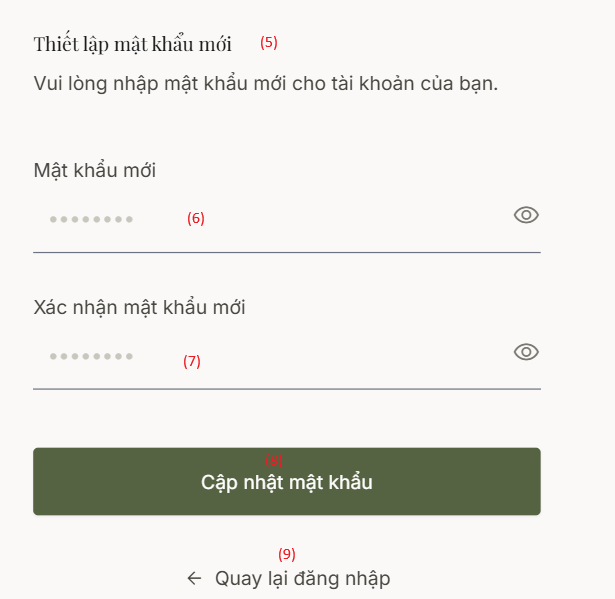 Thiết lập mật khẩu mới (5)
Vui lòng nhập mật khẩu mới cho tài khoản của bạn.
Mật khẩu mới
(6)
Xác nhận mật khẩu mới
(7)
(8)
Cập nhật mật khẩu
(9)
← Quay lại đăng nhập